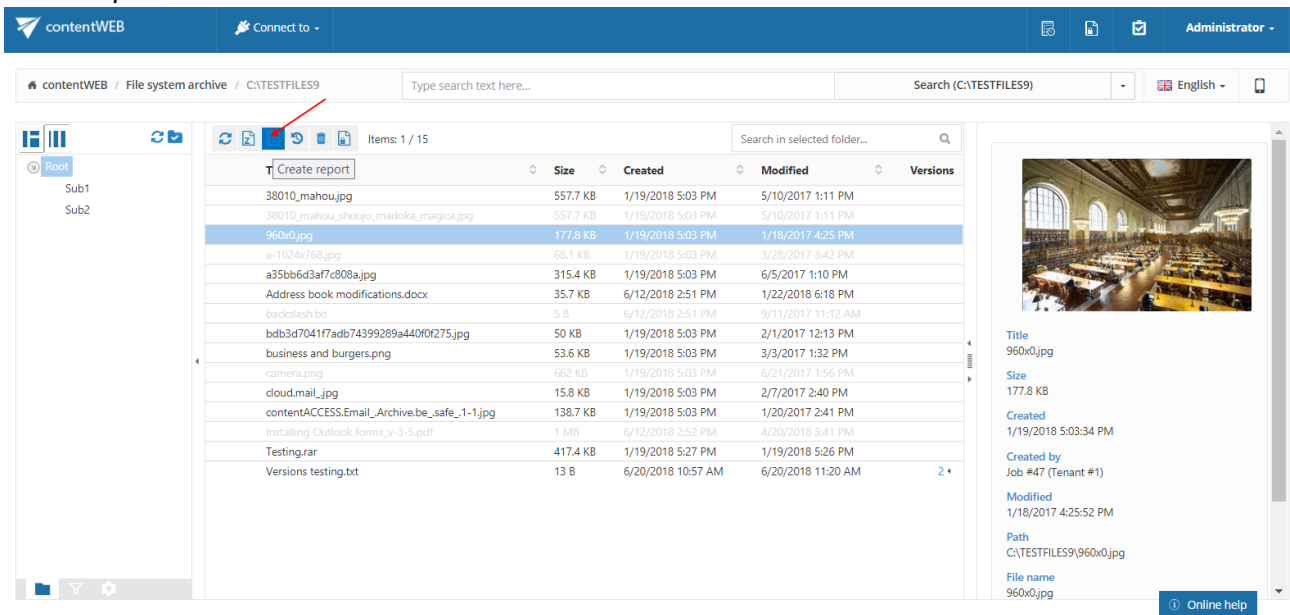 contentWEB
Connect to
Administrator
contentWEB / File system archive / C:\TESTFILES9
Type search text here...
Search (C:\TESTFILES9)
English
Items: 1 / 15
Search in selected folder...
Root
Sub1
Sub2
T
Create report
Size Created Modified Versions
38010_mahou.jpg 557.7 KB 1/19/2018 5:03 PM 5/10/2017 1:11 PM
38010_mahou_shoujo_madoka_magica.jpg 557.7 KB 1/19/2018 5:03 PM 5/10/2017 1:11 PM
960x0.jpg 177.8 KB 1/19/2018 5:03 PM 1/18/2017 4:25 PM
a-1024x768.jpg 68.1 KB 1/19/2018 5:03 PM 3/28/2017 3:42 PM
a35bb6d3af7c808a.jpg 315.4 KB 1/19/2018 5:03 PM 6/5/2017 1:10 PM
Address book modifications.docx 35.7 KB 6/12/2018 2:51 PM 1/22/2018 6:18 PM
backslash.txt 5 B 6/12/2018 2:51 PM 9/11/2017 11:12 AM
bdb3d7041f7adb74399289a440f0f275.jpg 50 KB 1/19/2018 5:03 PM 2/1/2017 12:13 PM
business and burgers.png 53.6 KB 1/19/2018 5:03 PM 3/3/2017 1:32 PM
camera.png 662 KB 1/19/2018 5:03 PM 6/21/2017 1:56 PM
cloud.mail_.jpg 15.8 KB 1/19/2018 5:03 PM 2/7/2017 2:40 PM
contentACCESS.Email_.Archive.be_.safe_.1-1.jpg 138.7 KB 1/19/2018 5:03 PM 1/20/2017 2:41 PM
Installing Outlook forms_v-3-5.pdf 1 MB 6/12/2018 2:52 PM 4/20/2018 3:41 PM
Testing.rar 417.4 KB 1/19/2018 5:27 PM 1/19/2018 5:26 PM
Versions testing.txt 13 B 6/20/2018 10:57 AM 6/20/2018 11:20 AM 2
Title
960x0.jpg
Size
177.8 KB
Created
1/19/2018 5:03:34 PM
Created by
Job #47 (Tenant #1)
Modified
1/18/2017 4:25:52 PM
Path
C:\TESTFILES9\960x0.jpg
File name
960x0.jpg
Online help